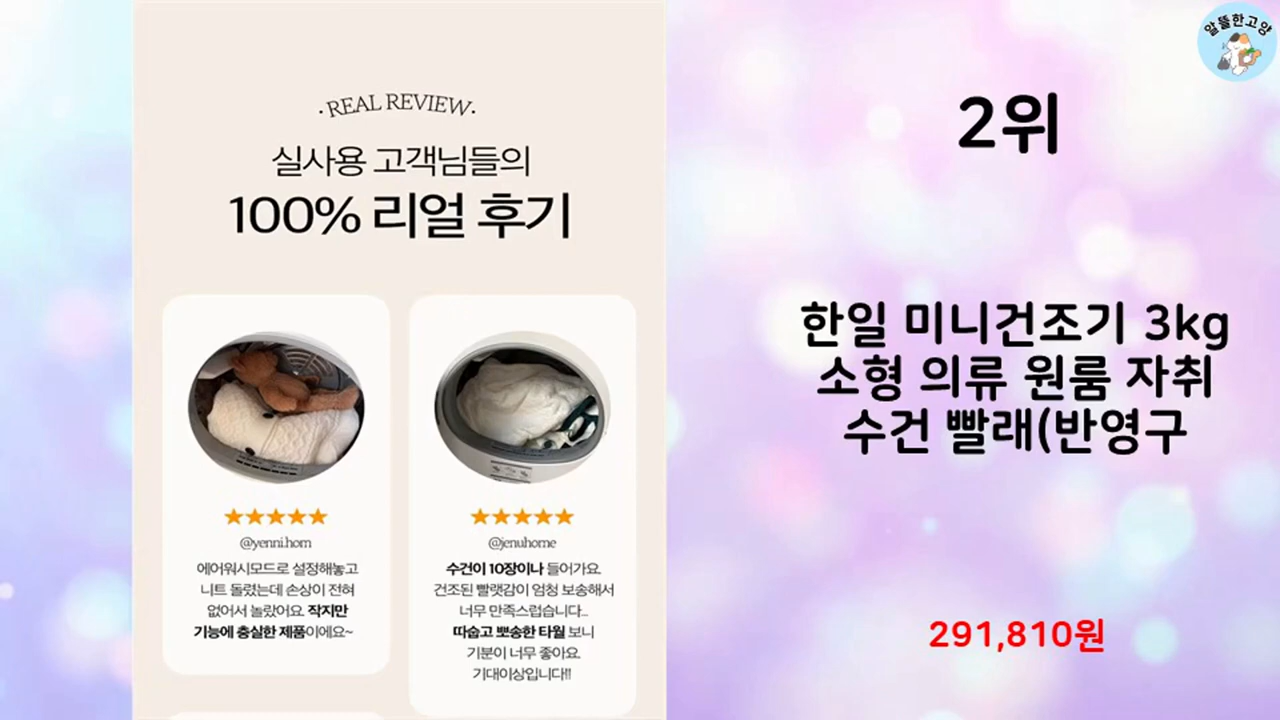 ·REAL REVIEW·
실사용 고객님들의
100% 리얼 후기
★★★★★
@yenni.hom
에어워시모드로 설정해놓고
니트 돌렸는데 손상이 전혀
없어서 놀랐어요. 작지만
기능에 충실한 제품이에요~
★★★★★
@jenuhome
수건이 10장이나 들어가요.
건조된 빨랫감이 엄청 보송해서
너무 만족스럽습니다...
따숩고 뽀송한 타월 보니
기분이 너무 좋아요.
기대이상입니다!!
알뜰한고양
2위
한일 미니건조기 3kg
소형 의류 원룸 자취
수건 빨래(반영구
291,810원